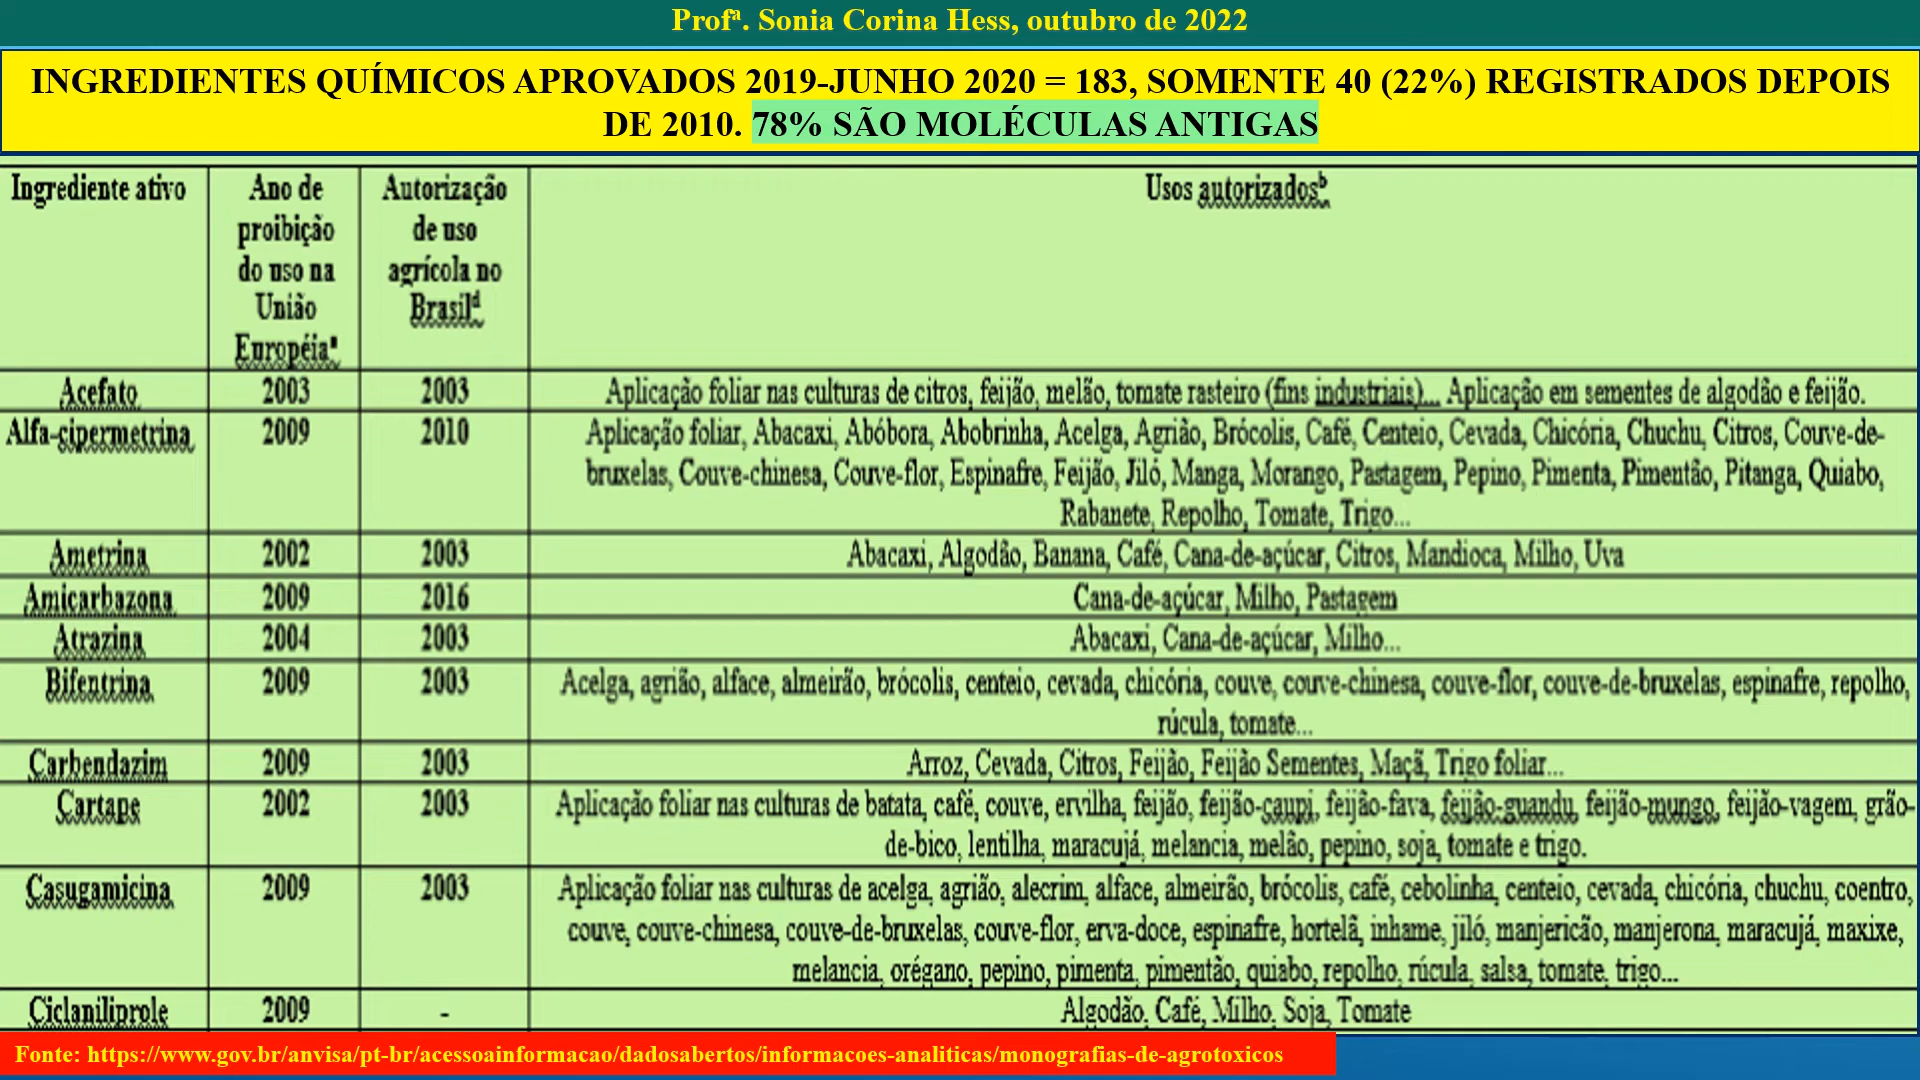 Profª. Sonia Corina Hess, outubro de 2022
INGREDIENTES QUÍMICOS APROVADOS 2019-JUNHO 2020 = 183, SOMENTE 40 (22%) REGISTRADOS DEPOIS
DE 2010. 78% SÃO MOLÉCULAS ANTIGAS
Ingrediente ativo
Ano de
proibição
do uso na
União
Européiaª
Autorização
de uso
agrícola no
Brasilᵈ
Usos autorizadosᵇ
Acefato 2003 2003 Aplicação foliar nas culturas de citros, feijão, melão, tomate rasteiro (fins industriais)... Aplicação em sementes de algodão e feijão.
Alfa-cipermetrina 2009 2010 Aplicação foliar, Abacaxi, Abóbora, Abobrinha, Acelga, Agrião, Brócolis, Café, Centeio, Cevada, Chicória, Chuchu, Citros, Couve-de-
bruxelas, Couve-chinesa, Couve-flor, Espinafre, Feijão, Jiló, Manga, Morango, Pastagem, Pepino, Pimenta, Pimentão, Pitanga, Quiabo,
Rabanete, Repolho, Tomate, Trigo...
Ametrina 2002 2003 Abacaxi, Algodão, Banana, Café, Cana-de-açúcar, Citros, Mandioca, Milho, Uva
Amicarbazona 2009 2016 Cana-de-açúcar, Milho, Pastagem
Atrazina 2004 2003 Abacaxi, Cana-de-açúcar, Milho...
Bifentrina 2009 2003 Acelga, agrião, alface, almeirão, brócolis, centeio, cevada, chicória, couve, couve-chinesa, couve-flor, couve-de-bruxelas, espinafre, repolho,
rúcula, tomate...
Carbendazim 2009 2003 Arroz, Cevada, Citros, Feijão, Feijão Sementes, Maçã, Trigo foliar...
Cartape 2002 2003 Aplicação foliar nas culturas de batata, café, couve, ervilha, feijão, feijão-caupi, feijão-fava, feijão-guandu, feijão-mungo, feijão-vagem, grão-
de-bico, lentilha, maracujá, melancia, melão, pepino, soja, tomate e trigo.
Casugamicina 2009 2003 Aplicação foliar nas culturas de acelga, agrião, alecrim, alface, almeirão, brócolis, café, cebolinha, centeio, cevada, chicória, chuchu, coentro,
couve, couve-chinesa, couve-de-bruxelas, couve-flor, erva-doce, espinafre, hortelã, inhame, jiló, manjericão, manjerona, maracujá, maxixe,
melancia, orégano, pepino, pimenta, pimentão, quiabo, repolho, rúcula, salsa, tomate, trigo...
Ciclaniliprole 2009 - Algodão, Café, Milho, Soja, Tomate
Fonte: https://www.gov.br/anvisa/pt-br/acessoainformacao/dadosabertos/informacoes-analiticas/monografias-de-agrotoxicos